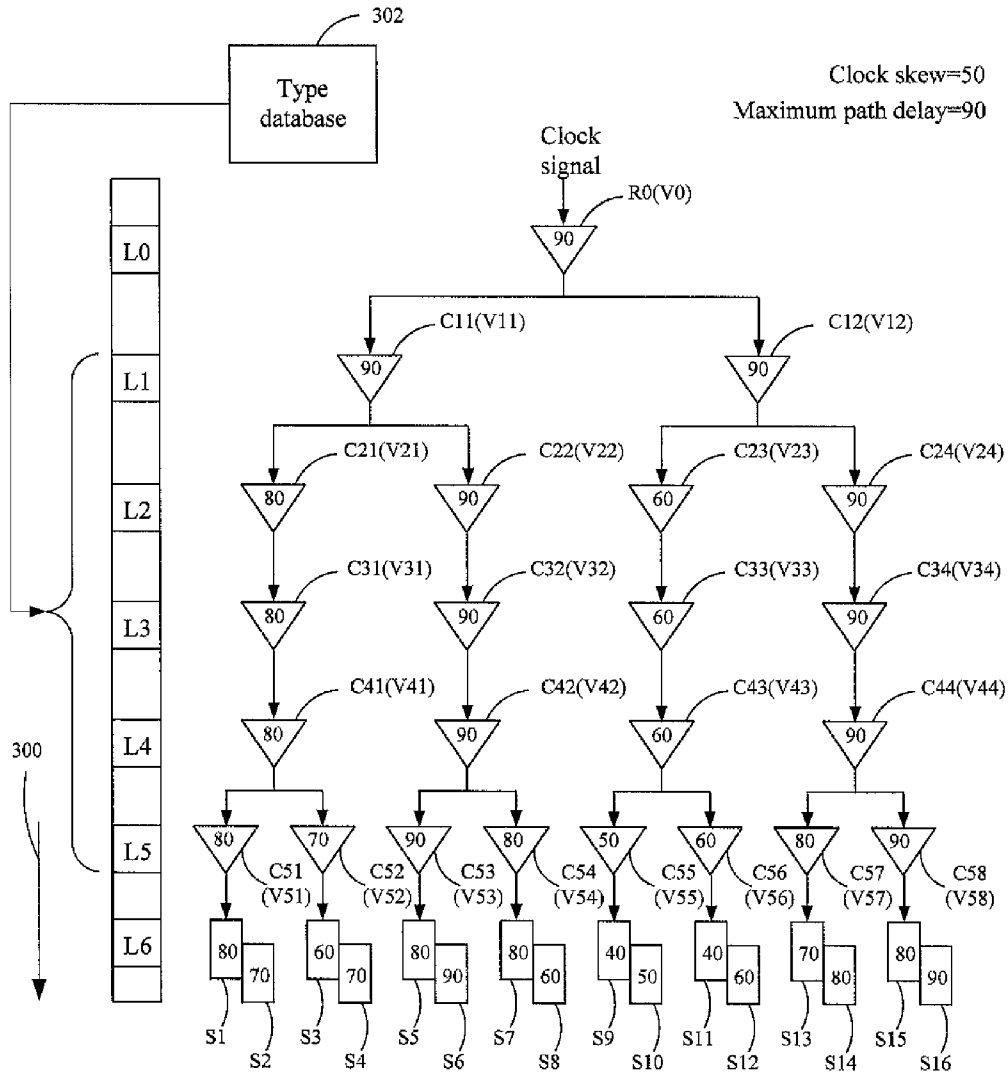 302
Type
database
Clock skew=50
Maximum path delay=90
Clock
signal
R0(V0)
L0
90
C11(V11)
C12(V12)
L1
90
90
C21(V21)
C22(V22)
C23(V23)
C24(V24)
L2
80
90
60
90
C31(V31)
C32(V32)
C33(V33)
C34(V34)
L3
80
90
60
90
C41(V41)
C42(V42)
C43(V43)
C44(V44)
300
L4
80
90
60
90
L5
80
70
90
80
50
60
80
90
C51
(V51)
C52
(V52)
C53
(V53)
C54
(V54)
C55
(V55)
C56
(V56)
C57
(V57)
C58
(V58)
L6
80
70
60
70
80
90
80
60
40
50
40
60
70
80
80
90
S1
S2
S3
S4
S5
S6
S7
S8
S9
S10
S11
S12
S13
S14
S15
S16